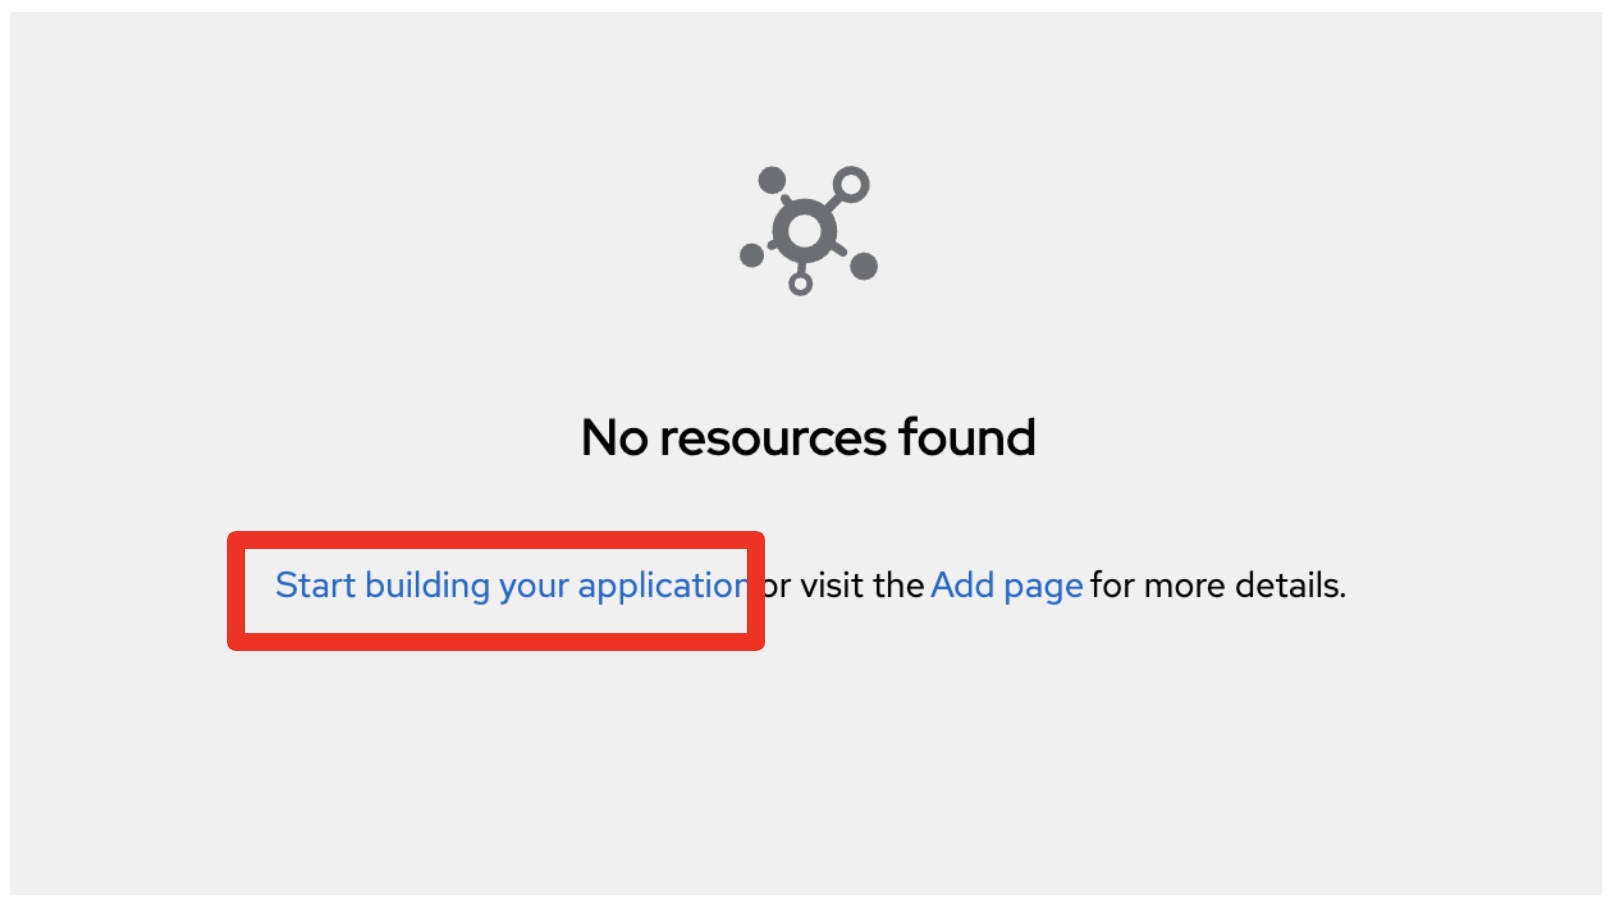 No resources found
Start building your application or visit the Add page for more details.